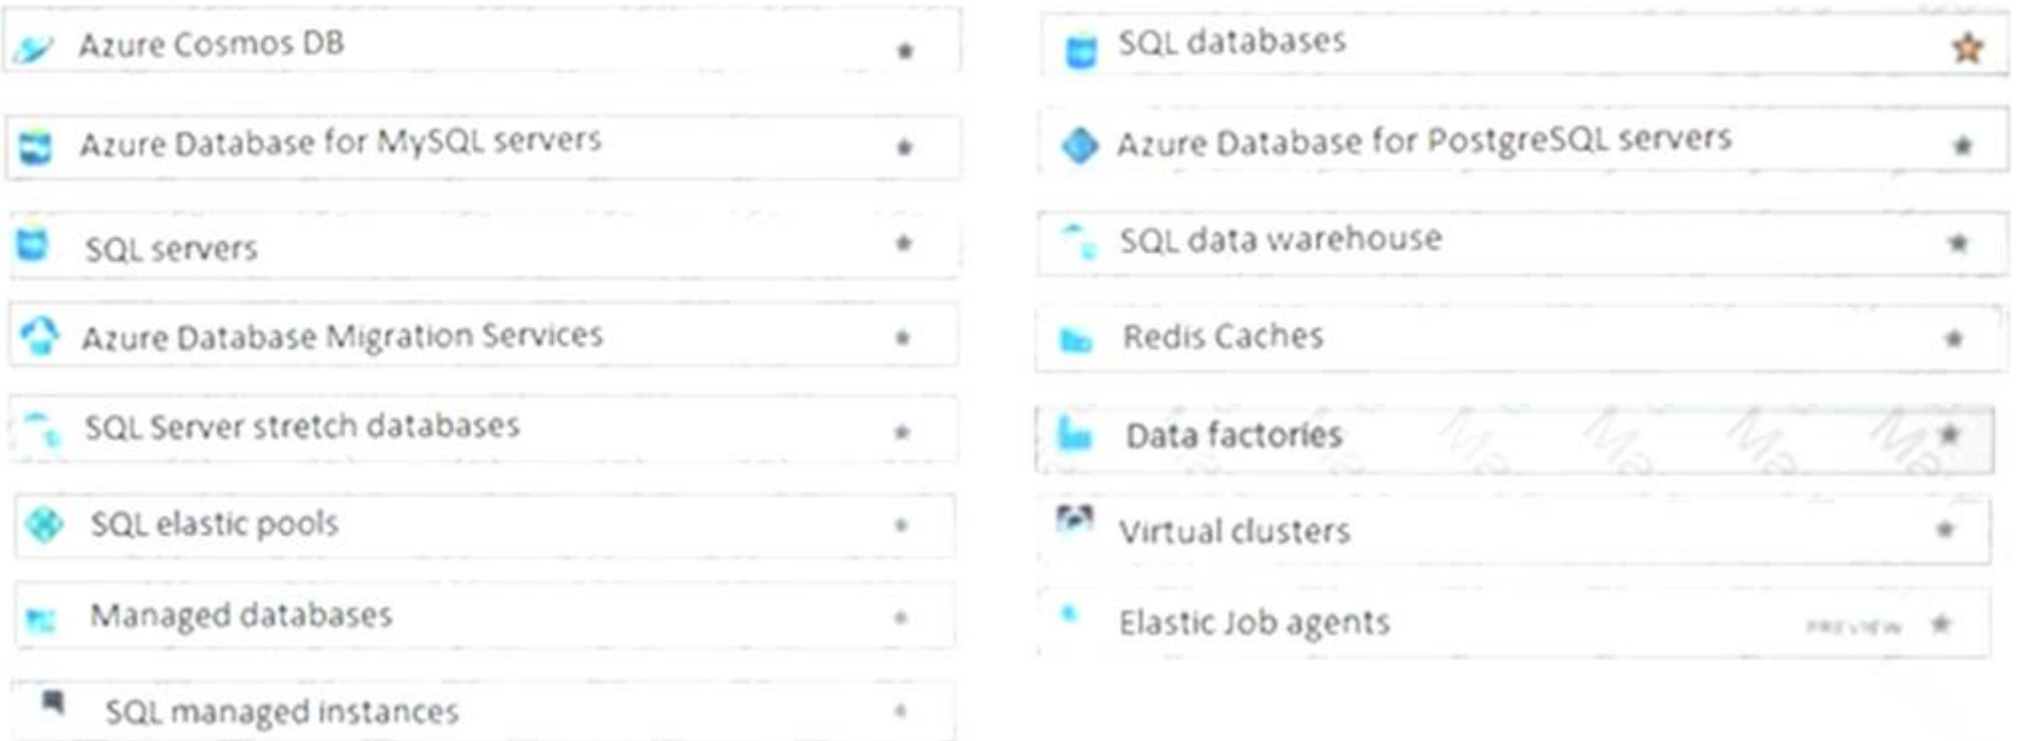 Azure Cosmos DB
SQL databases
Azure Database for MySQL servers
Azure Database for PostgreSQL servers
SQL servers
SQL data warehouse
Azure Database Migration Services
Redis Caches
SQL Server stretch databases
Data factories
SQL elastic pools
Virtual clusters
Managed databases
Elastic Job agents PREVIEW
SQL managed instances